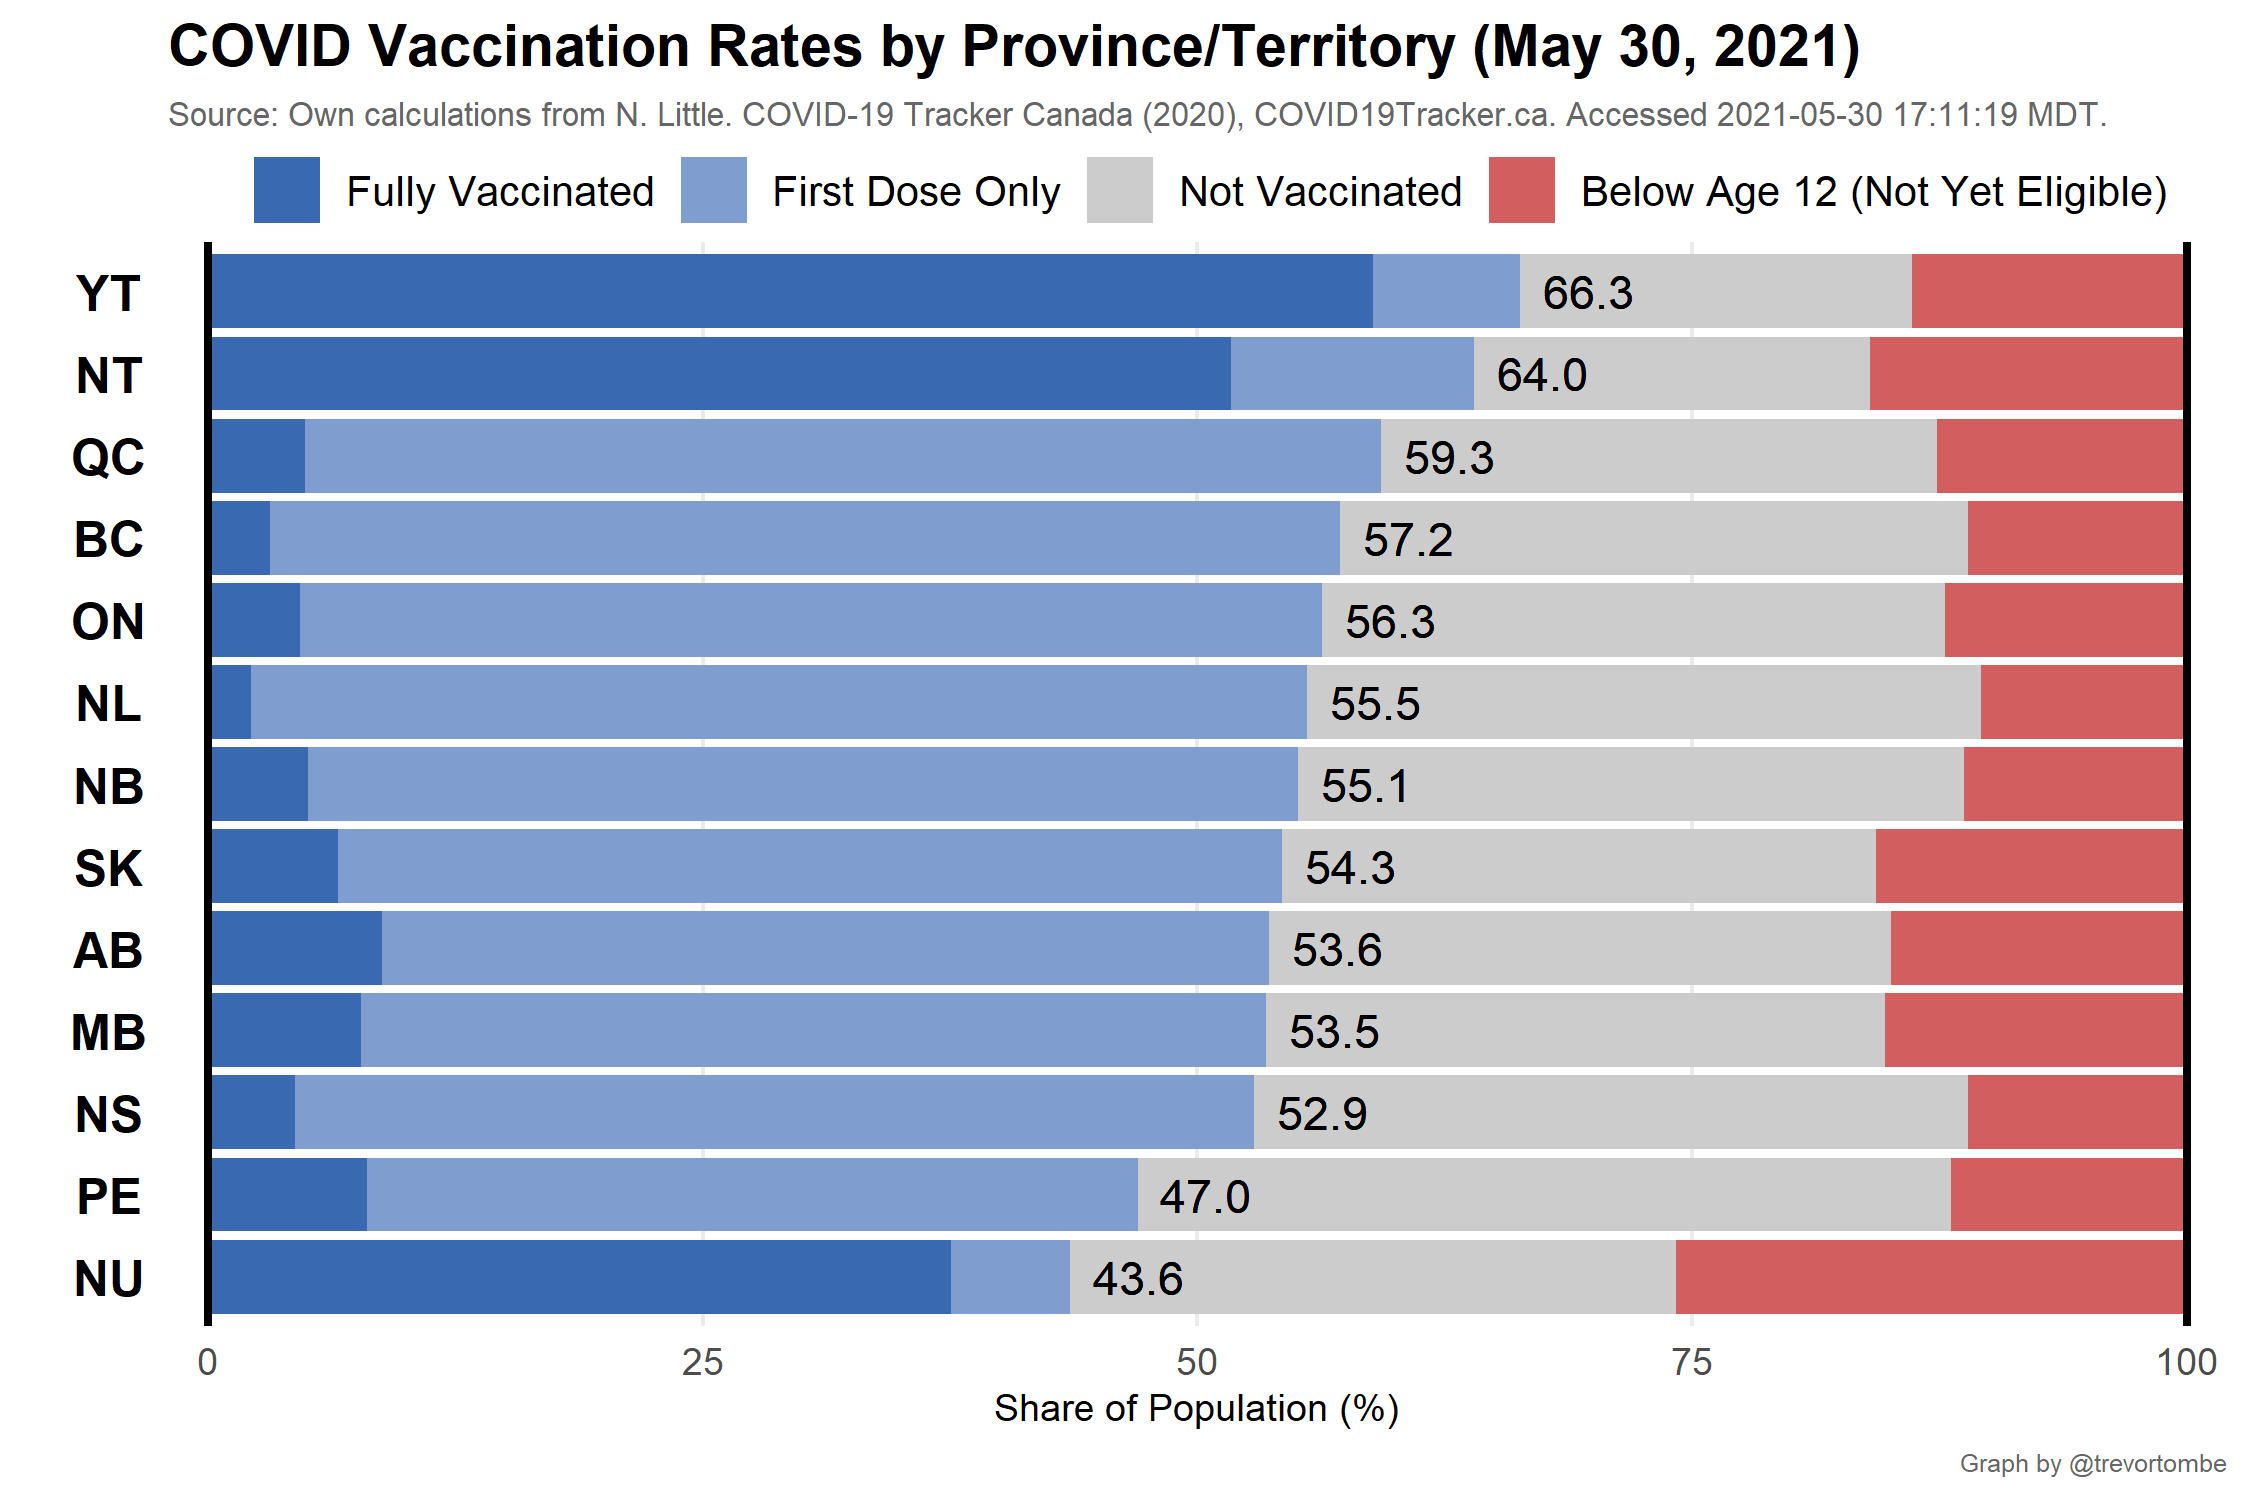 COVID Vaccination Rates by Province/Territory (May 30, 2021)
Source: Own calculations from N. Little. COVID-19 Tracker Canada (2020), COVID19Tracker.ca. Accessed 2021-05-30 17:11:19 MDT.
Fully Vaccinated First Dose Only Not Vaccinated Below Age 12 (Not Yet Eligible)
YT 66.3
NT 64.0
QC 59.3
BC 57.2
ON 56.3
NL 55.5
NB 55.1
SK 54.3
AB 53.6
MB 53.5
NS 52.9
PE 47.0
NU 43.6
0 25 50 75 100
Share of Population (%)
Graph by @trevortombe